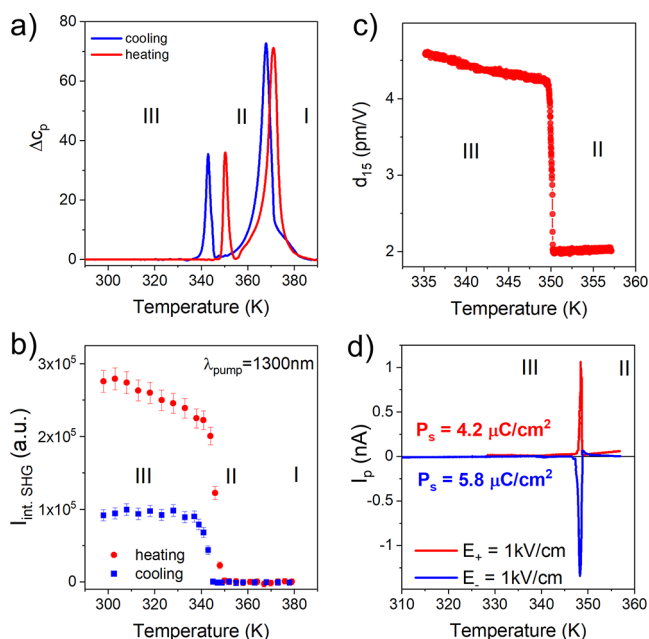 a)
80
60
40
20
0
Δcp
cooling
heating
III
II
I
300
320
340
360
380
Temperature (K)
c)
4
3
2
d15 (pm/V)
III
II
335
340
345
350
355
360
Temperature (K)
b)
λpump=1300nm
3x10^5
2x10^5
1x10^5
0
Iint. SHG (a.u.)
III
II
I
heating
cooling
300
320
340
360
380
Temperature (K)
d)
1
0.5
0
-0.5
-1
Ip (nA)
III
II
Ps = 4.2 μC/cm²
Ps = 5.8 μC/cm²
E+ = 1kV/cm
E- = 1kV/cm
310
320
330
340
350
360
Temperature (K)